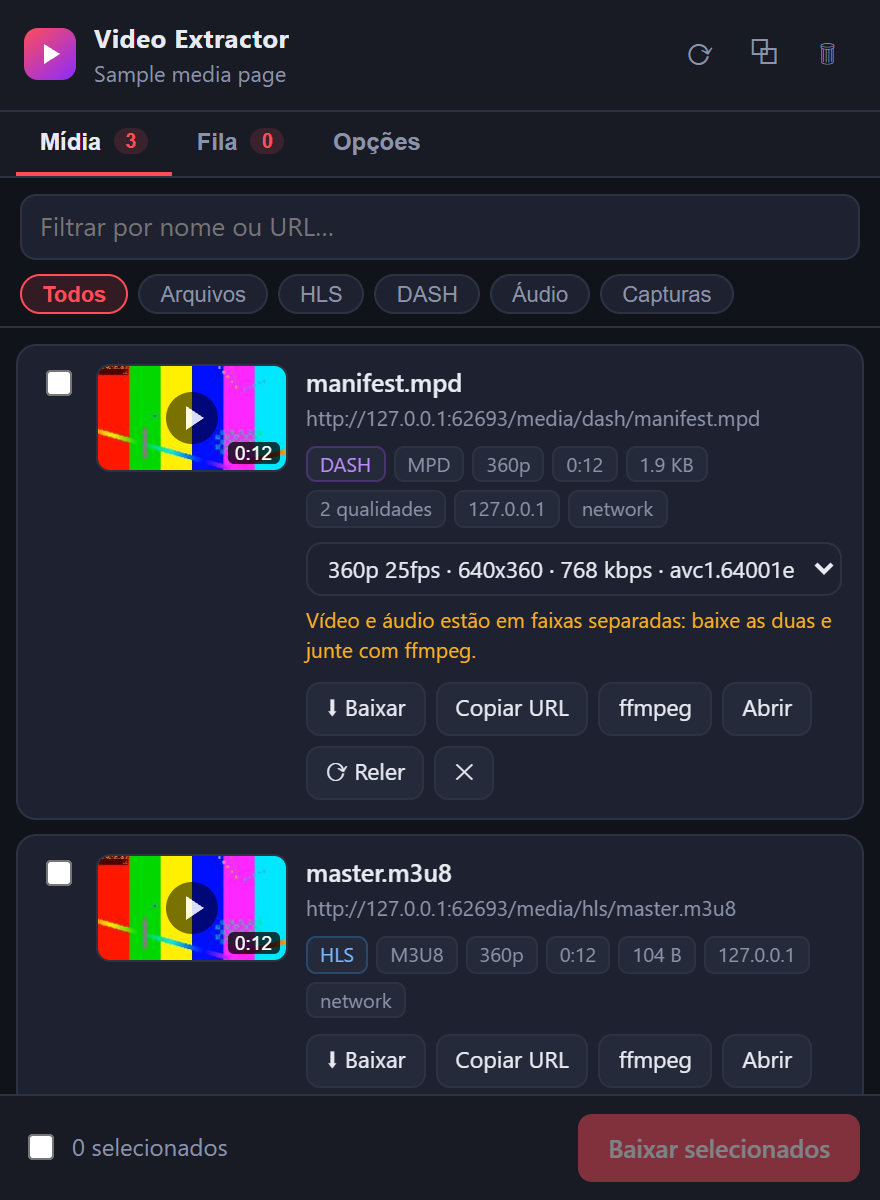 Video Extractor
Sample media page
Mídia 3 Fila 0 Opções
Filtrar por nome ou URL...
Todos Arquivos HLS DASH Áudio Capturas
manifest.mpd
http://127.0.0.1:62693/media/dash/manifest.mpd
0:12
DASH MPD 360p 0:12 1.9 KB
2 qualidades 127.0.0.1 network
360p 25fps · 640x360 · 768 kbps · avc1.64001e
Vídeo e áudio estão em faixas separadas: baixe as duas e
junte com ffmpeg.
⬇ Baixar Copiar URL ffmpeg Abrir
⟳ Reler ✕
master.m3u8
http://127.0.0.1:62693/media/hls/master.m3u8
0:12
HLS M3U8 360p 0:12 104 B 127.0.0.1
network
⬇ Baixar Copiar URL ffmpeg Abrir
0 selecionados Baixar selecionados